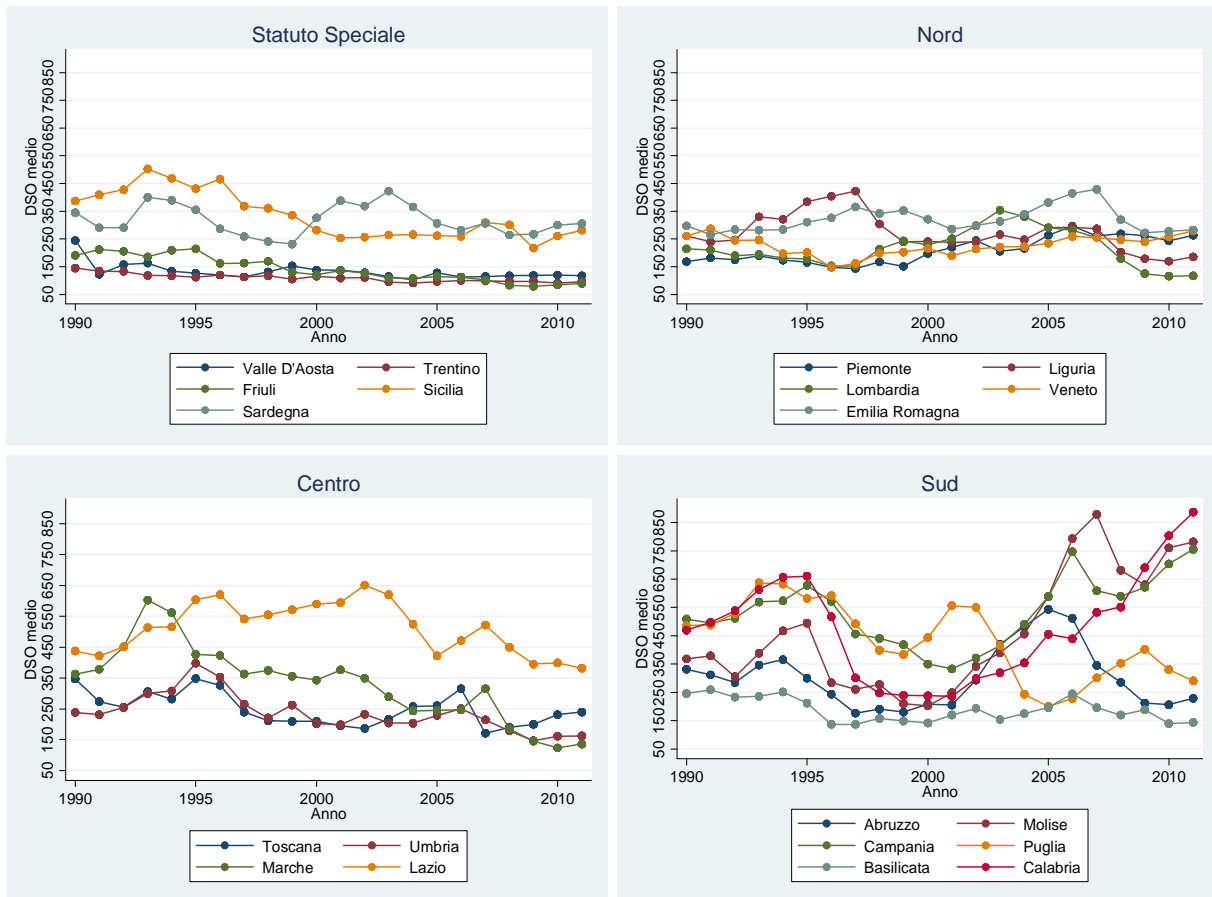 Statuto Speciale
DSO medio
50 150 250 350 450 550 650 750 850
1990 1995 2000 2005 2010
Anno
Valle D'Aosta Trentino
Friuli Sicilia
Sardegna
Nord
DSO medio
50 150 250 350 450 550 650 750 850
1990 1995 2000 2005 2010
Anno
Piemonte Liguria
Lombardia Veneto
Emilia Romagna
Centro
DSO medio
50 150 250 350 450 550 650 750 850
1990 1995 2000 2005 2010
Anno
Toscana Umbria
Marche Lazio
Sud
DSO medio
50 150 250 350 450 550 650 750 850
1990 1995 2000 2005 2010
Anno
Abruzzo Molise
Campania Puglia
Basilicata Calabria